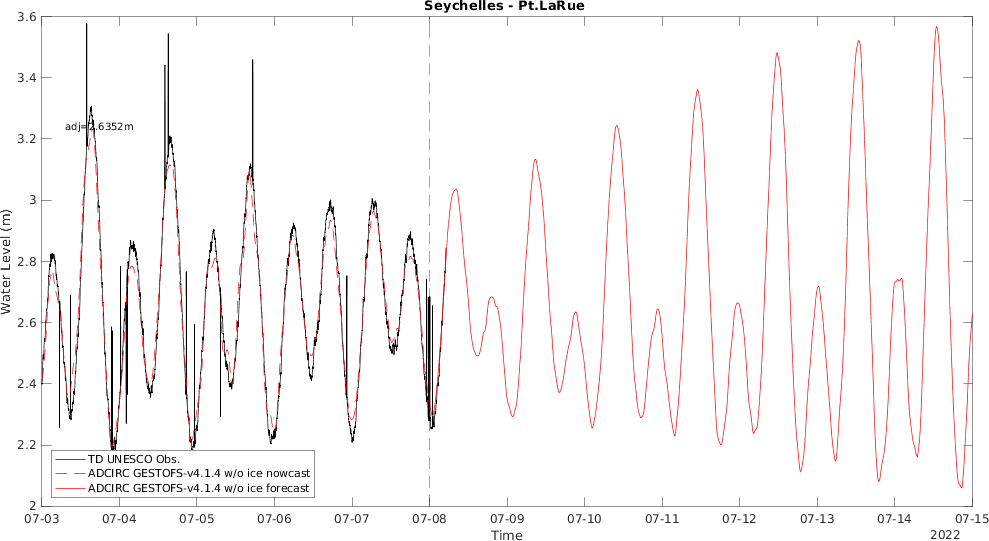 Seychelles - Pt.LaRue
3.6
3.4
3.2
3
2.8
2.6
2.4
2.2
2
Water Level (m)
adj=2.6352m
TD UNESCO Obs.
ADCIRC GESTOFS-v4.1.4 w/o ice nowcast
ADCIRC GESTOFS-v4.1.4 w/o ice forecast
07-03 07-04 07-05 07-06 07-07 07-08 07-09 07-10 07-11 07-12 07-13 07-14 07-15
Time
2022